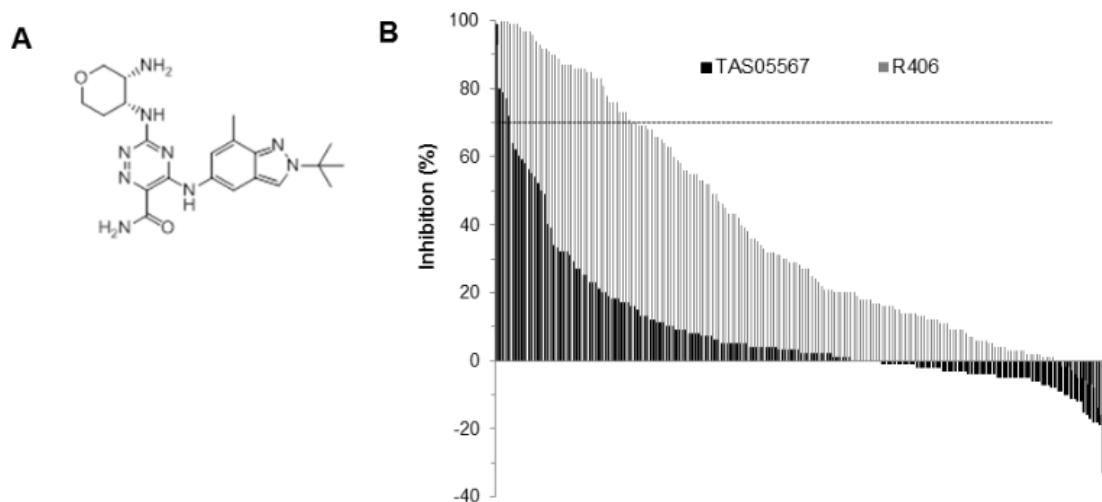 A
B
O
NH₂
NH
N
N
N
N
H
N
N
H₂N
O
TAS05567
R406
Inhibition (%)
100
80
60
40
20
0
-20
-40